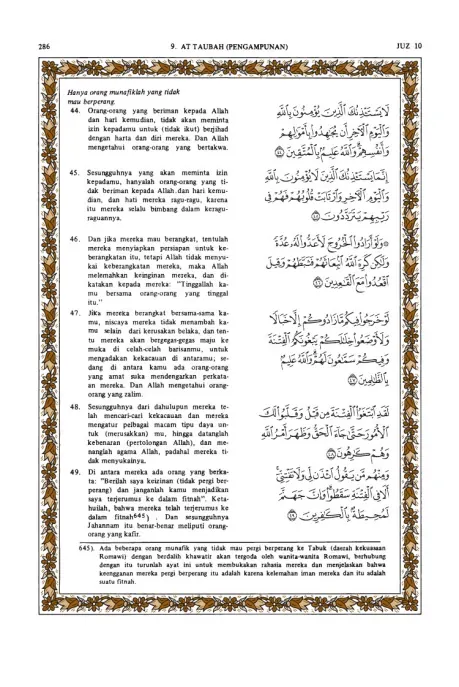 286
9. AT TAUBAH (PENGAMPUNAN)
JUZ 10
Hanya orang munafiklah yang tidak
mau berperang.
44. Orang-orang yang beriman kepada Allah
dan hari kemudian, tidak akan meminta
izin kepadamu untuk (tidak ikut) berjihad
dengan harta dan diri mereka. Dan Allah
mengetahui orang-orang yang bertakwa.
45. Sesungguhnya yang akan meminta izin
kepadamu, hanyalah orang-orang yang ti-
dak beriman kepada Allah dan hari kemu-
dian, dan hati mereka ragu-ragu, karena
itu mereka selalu bimbang dalam keragu-
raguannya.
46. Dan jika mereka mau berangkat, tentulah
mereka menyiapkan persiapan untuk ke-
berangkatan itu, tetapi Allah tidak menyu-
kai keberangkatan mereka, maka Allah
melemahkan keinginan mereka, dan di-
katakan kepada mereka: "Tinggallah ka-
mu bersama orang-orang yang tinggal
itu."
47. Jika mereka berangkat bersama-sama ka-
mu, niscaya mereka tidak menambah ka-
mu selain dari kerusakan belaka, dan ten-
tu mereka akan bergegas-gegas maju ke
muka di celah-celah barisanmu, untuk
mengadakan kekacauan di antaramu, se-
dang di antara kamu ada orang-orang
yang amat suka mendengarkan perkata-
an mereka. Dan Allah mengetahui orang-
orang yang zalim.
48. Sesungguhnya dari dahulupun mereka te-
lah mencari-cari kekacauan dan mereka
mengatur pelbagai macam tipu daya un-
tuk (merusakkan) mu, hingga datanglah
kebenaran (pertolongan Allah), dan me-
nanglah agama Allah, padahal mereka ti-
dak menyukainya.
49. Di antara mereka ada orang yang berka-
ta: "Berilah saya keizinan (tidak pergi ber-
perang) dan janganlah kamu menjadikan
saya terjerumus ke dalam fitnah". Keta-
huilah, bahwa mereka telah terjerumus ke
dalam fitnah645) . Dan sesungguhnya
Jahannam itu benar-benar meliputi orang-
orang yang kafir.
لَا يَسْتَـْٔذِنُكَ الَّذِينَ يُؤْمِنُونَ بِاللَّهِ
وَالْيَوْمِ الْآخِرِ أَن يُجَاهِدُوا بِأَمْوَالِهِمْ
وَأَنفُسِهِمْ وَاللَّهُ عَلِيمٌ بِالْمُتَّقِينَ ٤٤
إِنَّمَا يَسْتَـْٔذِنُكَ الَّذِينَ لَا يُؤْمِنُونَ بِاللَّهِ
وَالْيَوْمِ الْآخِرِ وَارْتَابَتْ قُلُوبُهُمْ فَهُمْ فِي
رَيْبِهِمْ يَتَرَدَّدُونَ ٤٥
۞ وَلَوْ أَرَادُوا الْخُرُوجَ لَأَعَدُّوا لَهُ عُدَّةً
وَلَٰكِن كَرِهَ اللَّهُ انبِعَاثَهُمْ فَثَبَّطَهُمْ وَقِيلَ
اقْعُدُوا مَعَ الْقَاعِدِينَ ٤٦
لَوْ خَرَجُوا فِيكُم مَّا زَادُوكُمْ إِلَّا خَبَالًا
وَلَأَوْضَعُوا خِلَالَكُمْ يَبْغُونَكُمُ الْفِتْنَةَ
وَفِيكُمْ سَمَّاعُونَ لَهُمْ وَاللَّهُ عَلِيمٌ
بِالظَّالِمِينَ ٤٧
لَقَدِ ابْتَغَوُا الْفِتْنَةَ مِن قَبْلُ وَقَلَّبُوا لَكَ
الْأُمُورَ حَتَّىٰ جَاءَ الْحَقُّ وَظَهَرَ أَمْرُ اللَّهِ
وَهُمْ كَارِهُونَ ٤٨
وَمِنْهُم مَّن يَقُولُ ائْذَن لِّي وَلَا تَفْتِنِّي
أَلَا فِي الْفِتْنَةِ سَقَطُوا وَإِنَّ جَهَنَّمَ
لَمُحِيطَةٌ بِالْكَافِرِينَ ٤٩
645). Ada beberapa orang munafik yang tidak mau pergi berperang ke Tabuk (daerah kekuasaan
Romawi) dengan berdalih khawatir akan tergoda oleh wanita-wanita Romawi, berhubung
dengan itu turunlah ayat ini untuk membukakan rahasia mereka dan menjelaskan bahwa
keengganan mereka pergi berperang itu adalah karena kelemahan iman mereka dan itu adalah
suatu fitnah.